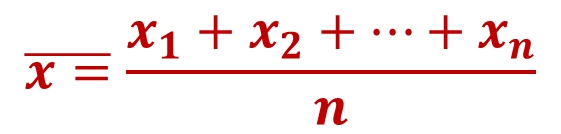 x̄ = (x₁ + x₂ + ⋯ + xₙ) / n